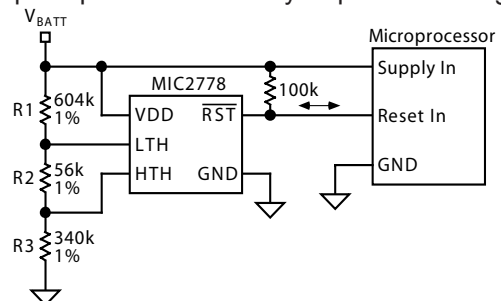 V_BATT
Microprocessor
R1 604k 1%
MIC2778
100k
Supply In
VDD RST
Reset In
LTH
R2 56k 1%
HTH GND
GND
R3 340k 1%